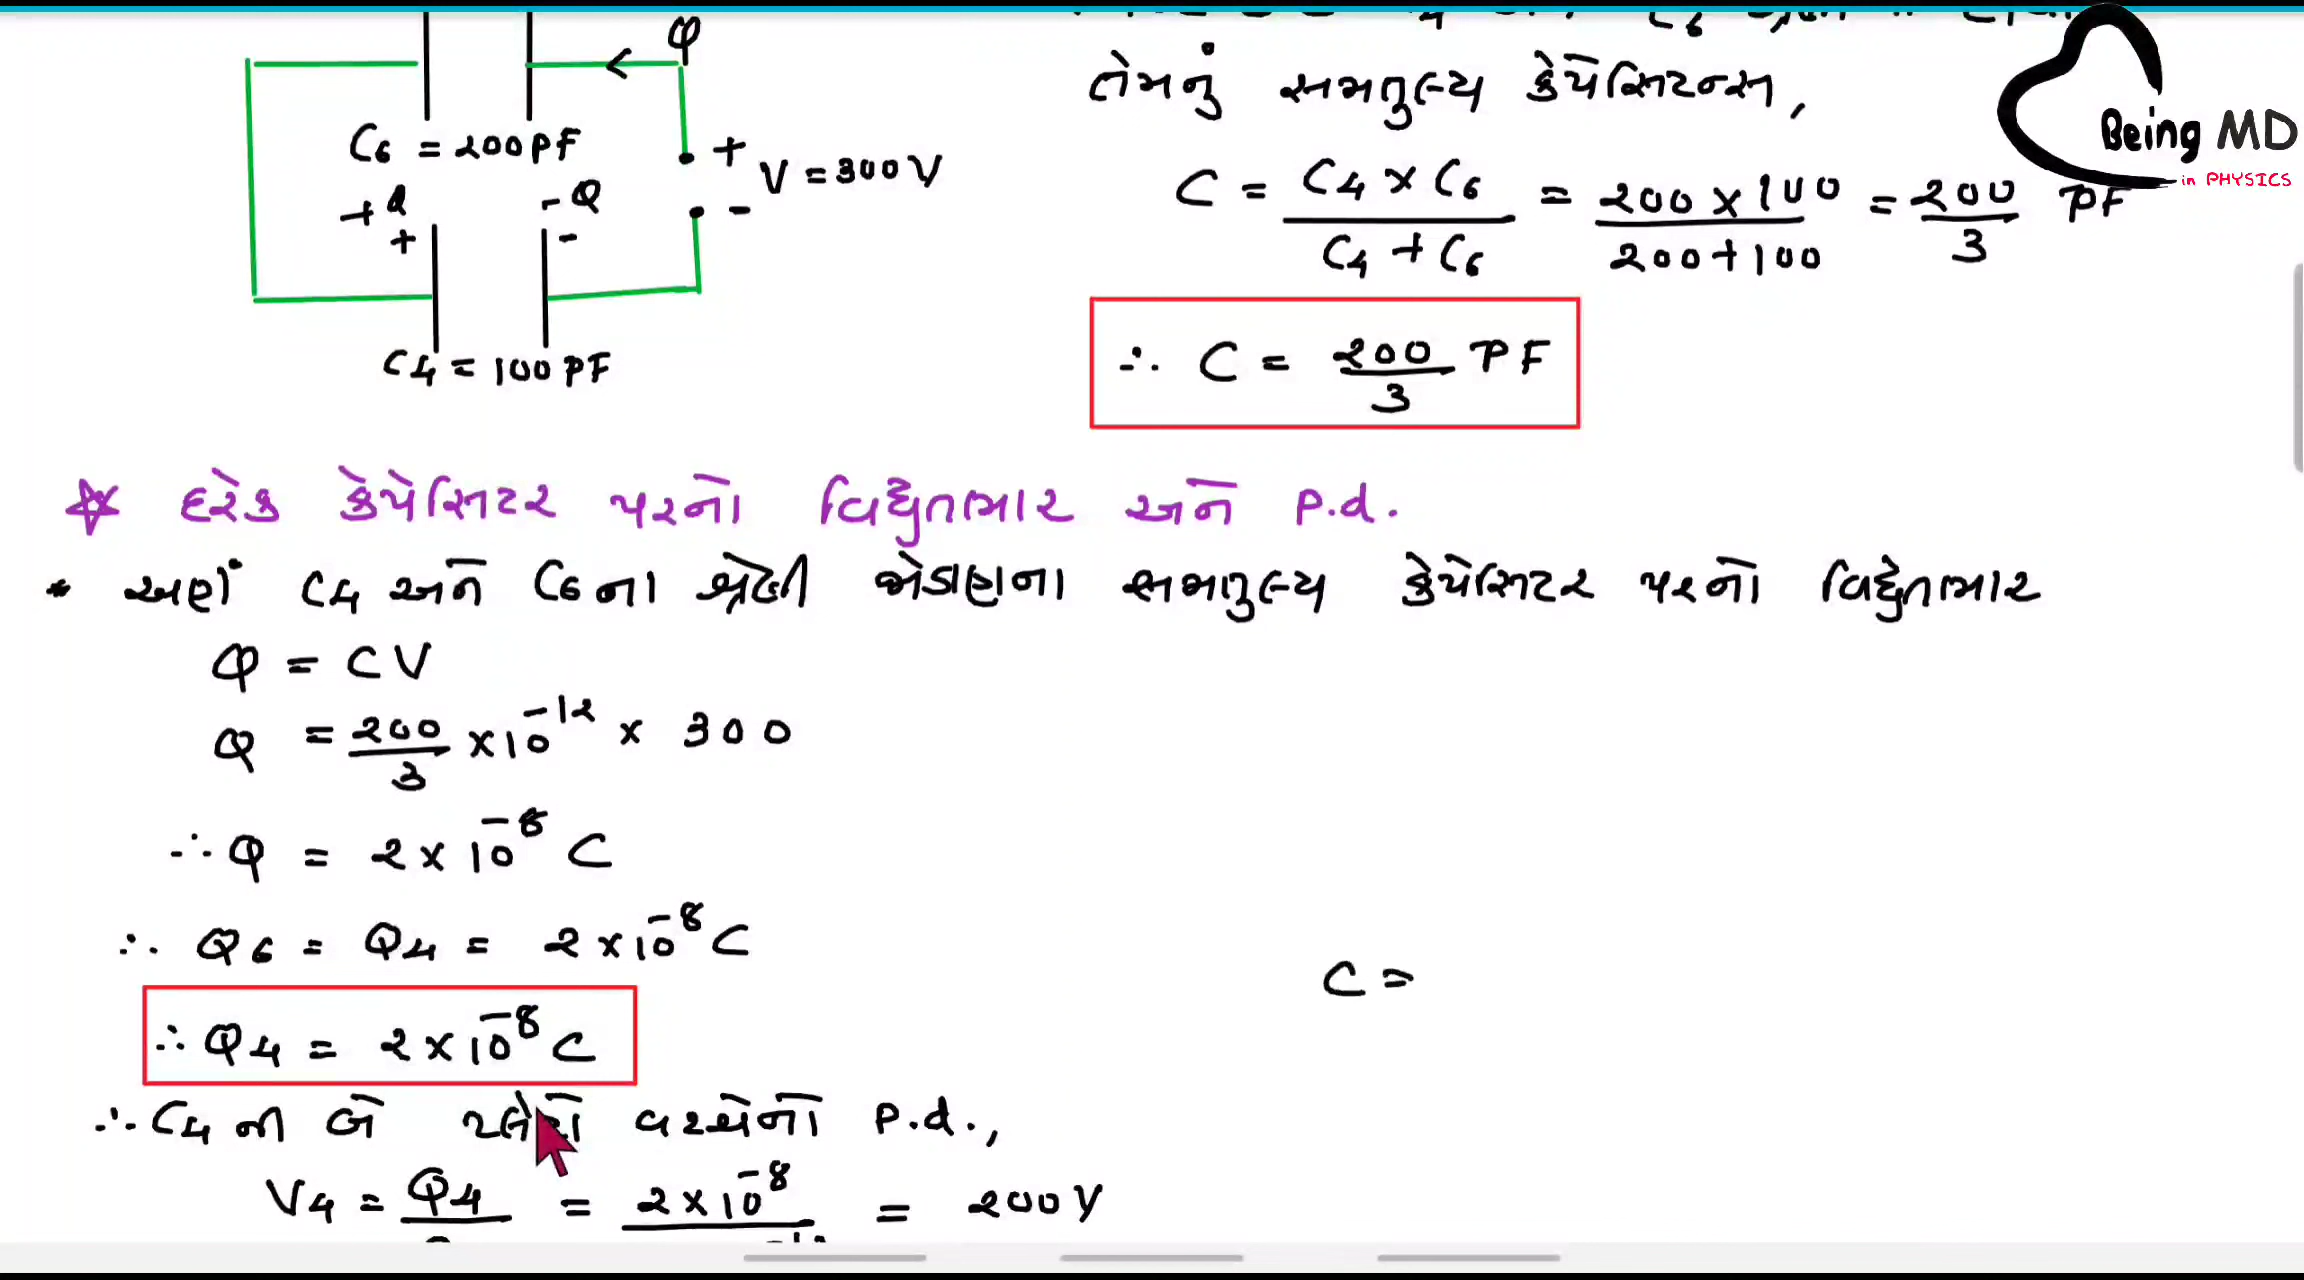 Q
C6 = 200 PF
+Q -Q
+ -
+
V = 300 V
-
C4 = 100 PF
તેમનું સમતુલ્ય કેપેસિટન્સ,
Being MD
in PHYSICS
C = C4 × C6 / C4 + C6 = 200 × 100 / 200 + 100 = 200 / 3 PF
∴ C = 200 / 3 PF
☆ દરેક કેપેસિટર પરનો વિદ્યુતભાર અને P.d.
* અહીં C4 અને C6 ના શ્રેણી જોડાણના સમતુલ્ય કેપેસિટર પરનો વિદ્યુતભાર
Q = CV
Q = 200 / 3 × 10⁻¹² × 300
∴ Q = 2 × 10⁻⁸ C
∴ Q6 = Q4 = 2 × 10⁻⁸ C
C =
∴ Q4 = 2 × 10⁻⁸ C
∴ C4 ની બે વચ્ચેનો P.d.,
V4 = Q4 = 2 × 10⁻⁸ = 200 V